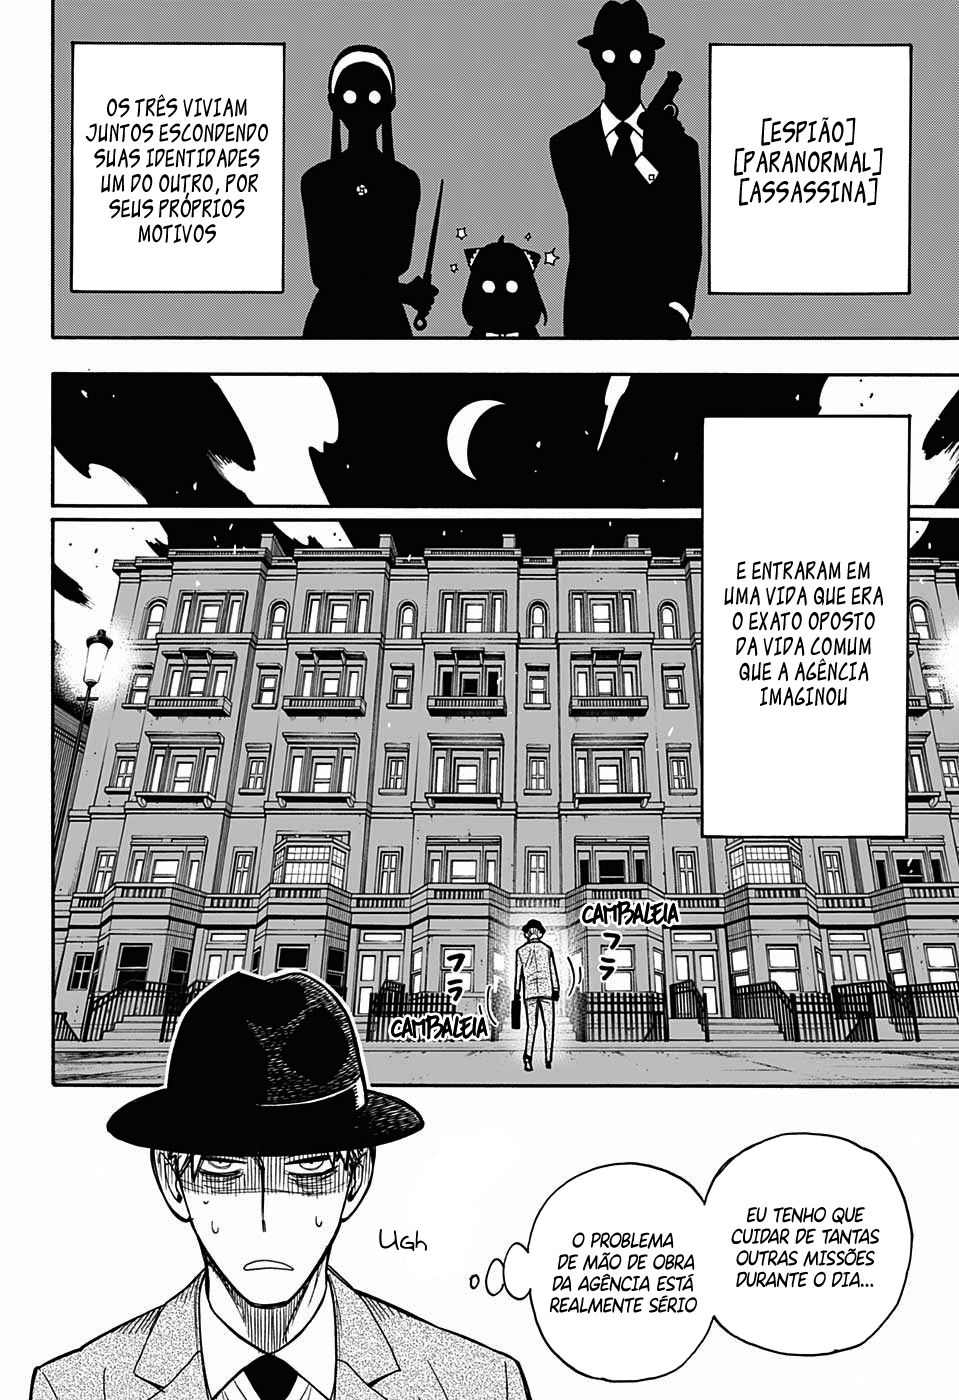 [ESPIÃO]
[PARANORMAL]
[ASSASSINA]
OS TRÊS VIVIAM
JUNTOS ESCONDENDO
SUAS IDENTIDADES
UM DO OUTRO, POR
SEUS PRÓPRIOS
MOTIVOS
E ENTRARAM EM
UMA VIDA QUE ERA
O EXATO OPOSTO
DA VIDA COMUM
QUE A AGÊNCIA
IMAGINOU
CAMBALEIA
フラ
フラ
CAMBALEIA
EU TENHO QUE
CUIDAR DE TANTAS
OUTRAS MISSÕES
DURANTE O DIA...
O PROBLEMA
DE MÃO DE OBRA
DA AGÊNCIA ESTÁ
REALMENTE SÉRIO
UGh